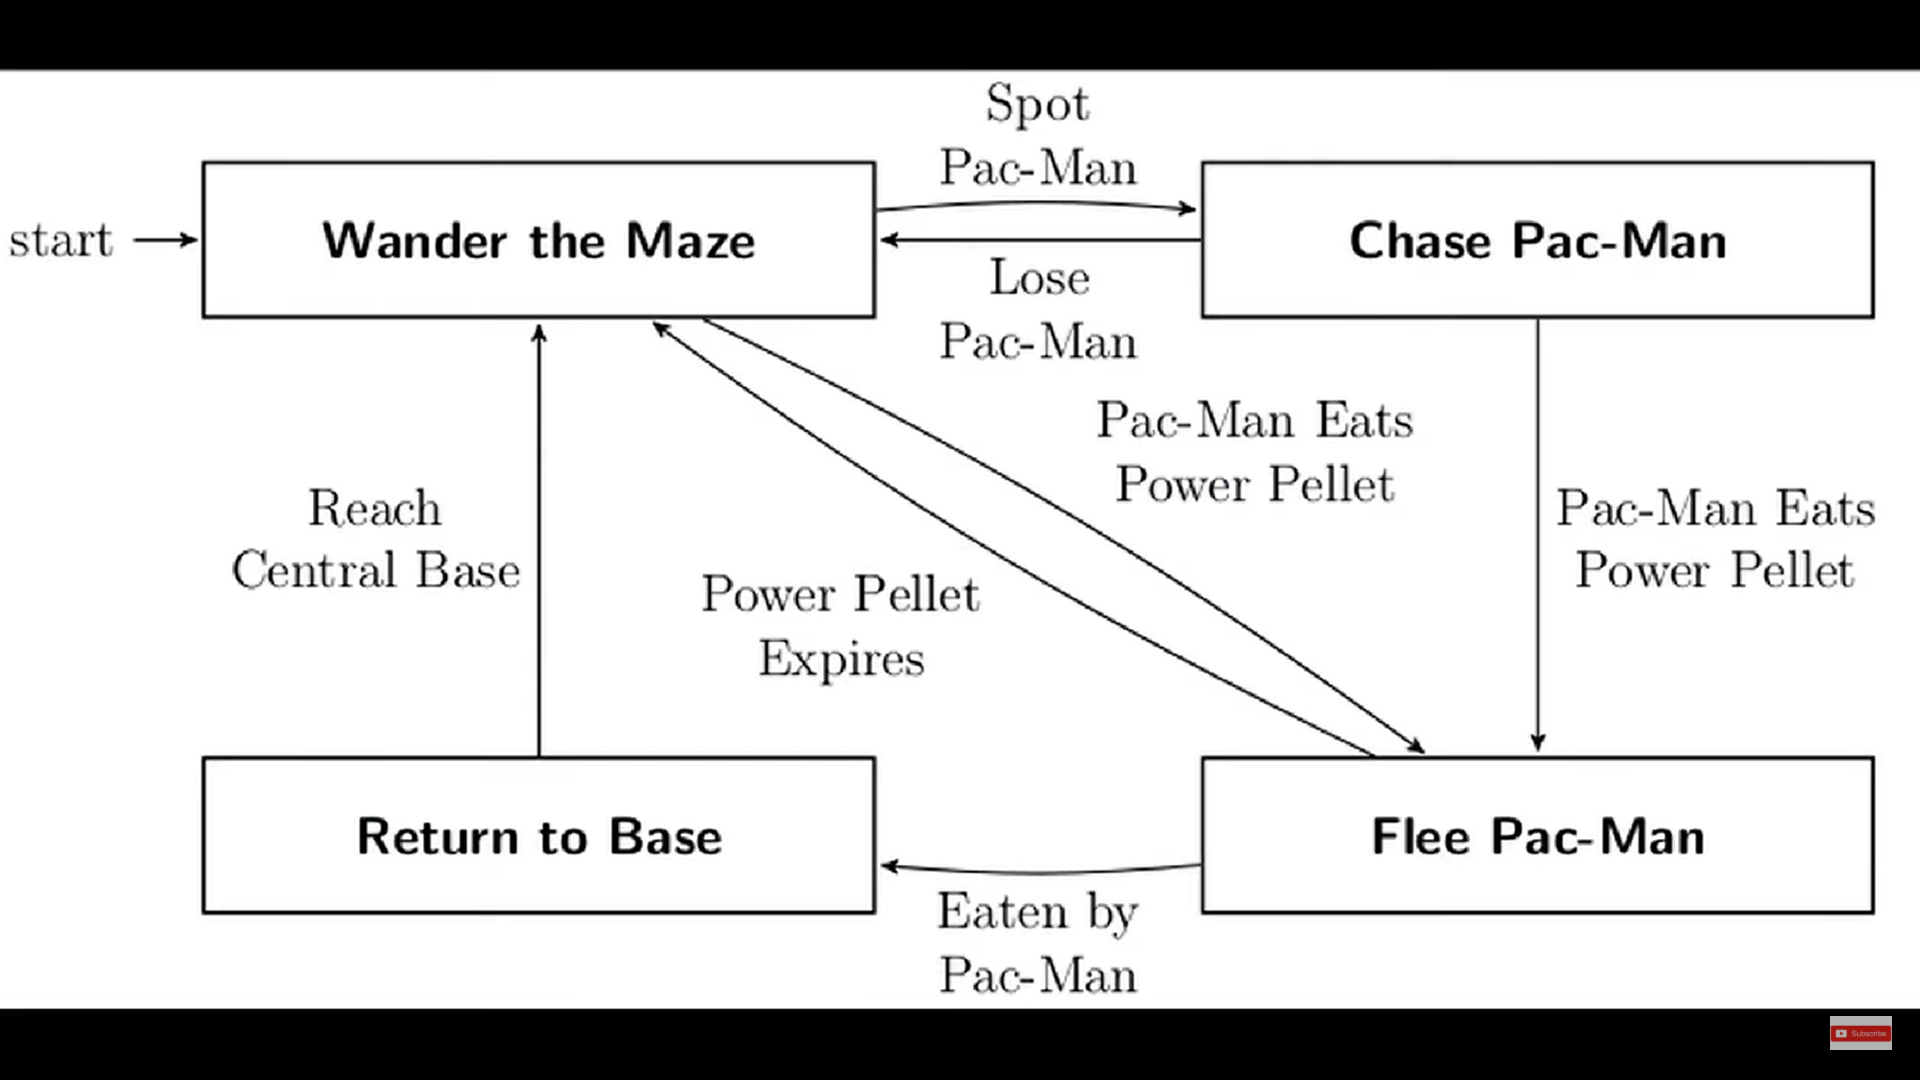 Spot
Pac-Man
start
Wander the Maze
Chase Pac-Man
Lose
Pac-Man
Pac-Man Eats
Power Pellet
Reach
Central Base
Pac-Man Eats
Power Pellet
Power Pellet
Expires
Return to Base
Flee Pac-Man
Eaten by
Pac-Man
Subscribe